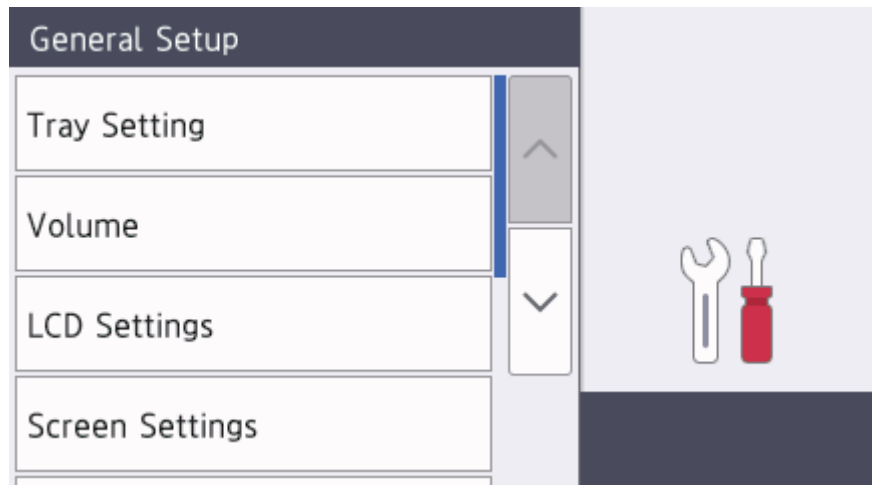 General Setup
Tray Setting
Volume
LCD Settings
Screen Settings